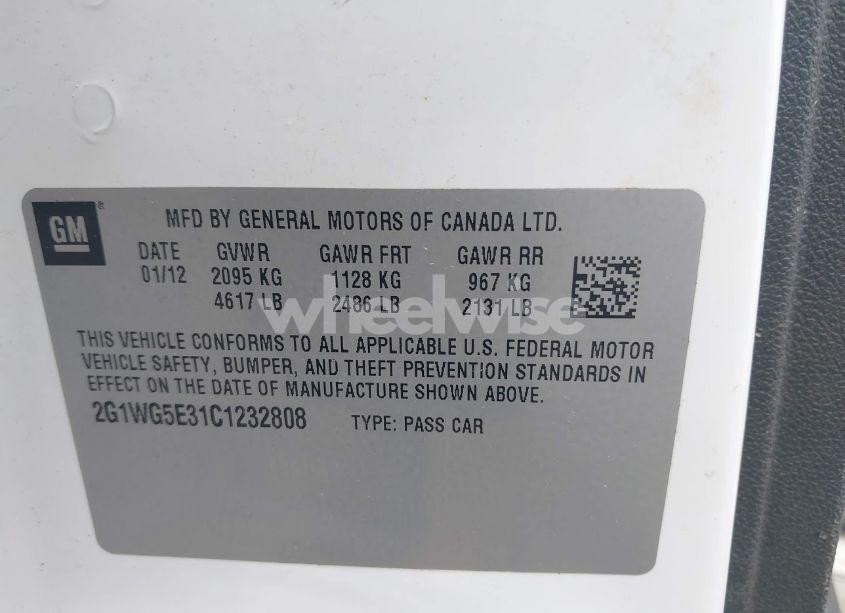 GM ®
MFD BY GENERAL MOTORS OF CANADA LTD.
DATE GVWR GAWR FRT GAWR RR
01/12 2095 KG 1128 KG 967 KG
4617 LB 2486 LB 2131 LB
wheelwise
THIS VEHICLE CONFORMS TO ALL APPLICABLE U.S. FEDERAL MOTOR
VEHICLE SAFETY, BUMPER, AND THEFT PREVENTION STANDARDS IN
EFFECT ON THE DATE OF MANUFACTURE SHOWN ABOVE.
2G1WG5E31C1232808 TYPE: PASS CAR